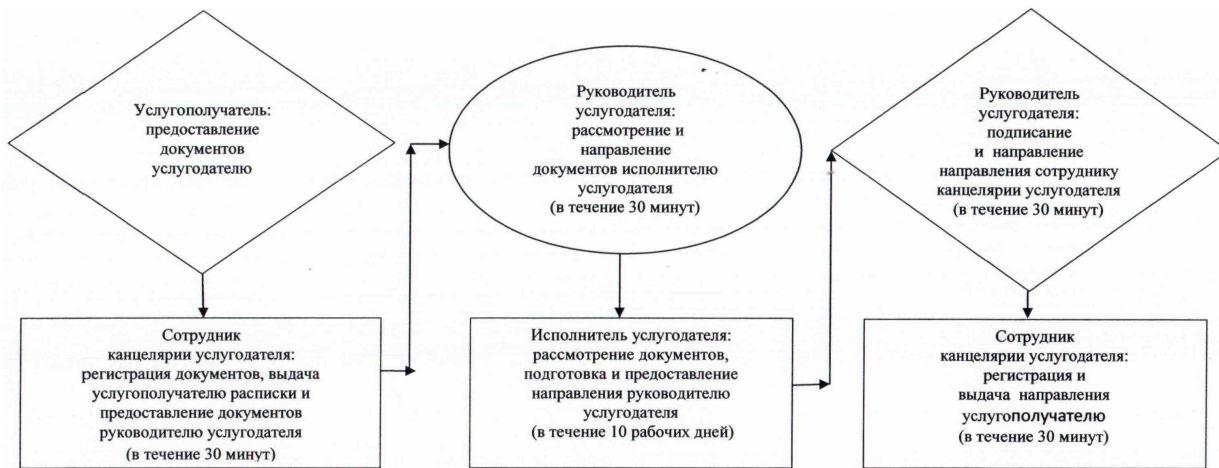 Услугополучатель:
предоставление
документов
услугодателю
Сотрудник
канцелярии услугодателя:
регистрация документов, выдача
услугополучателю расписки и
предоставление документов
руководителю услугодателя
(в течение 30 минут)
Руководитель
услугодателя:
рассмотрение и
направление
документов исполнителю
услугодателя
(в течение 30 минут)
Исполнитель услугодателя:
рассмотрение документов,
подготовка и предоставление
направления руководителю
услугодателя
(в течение 10 рабочих дней)
Руководитель
услугодателя:
подписание
и направление
направления сотруднику
канцелярии услугодателя
(в течение 30 минут)
Сотрудник
канцелярии услугодателя:
регистрация и
выдача направления
услугополучателю
(в течение 30 минут)